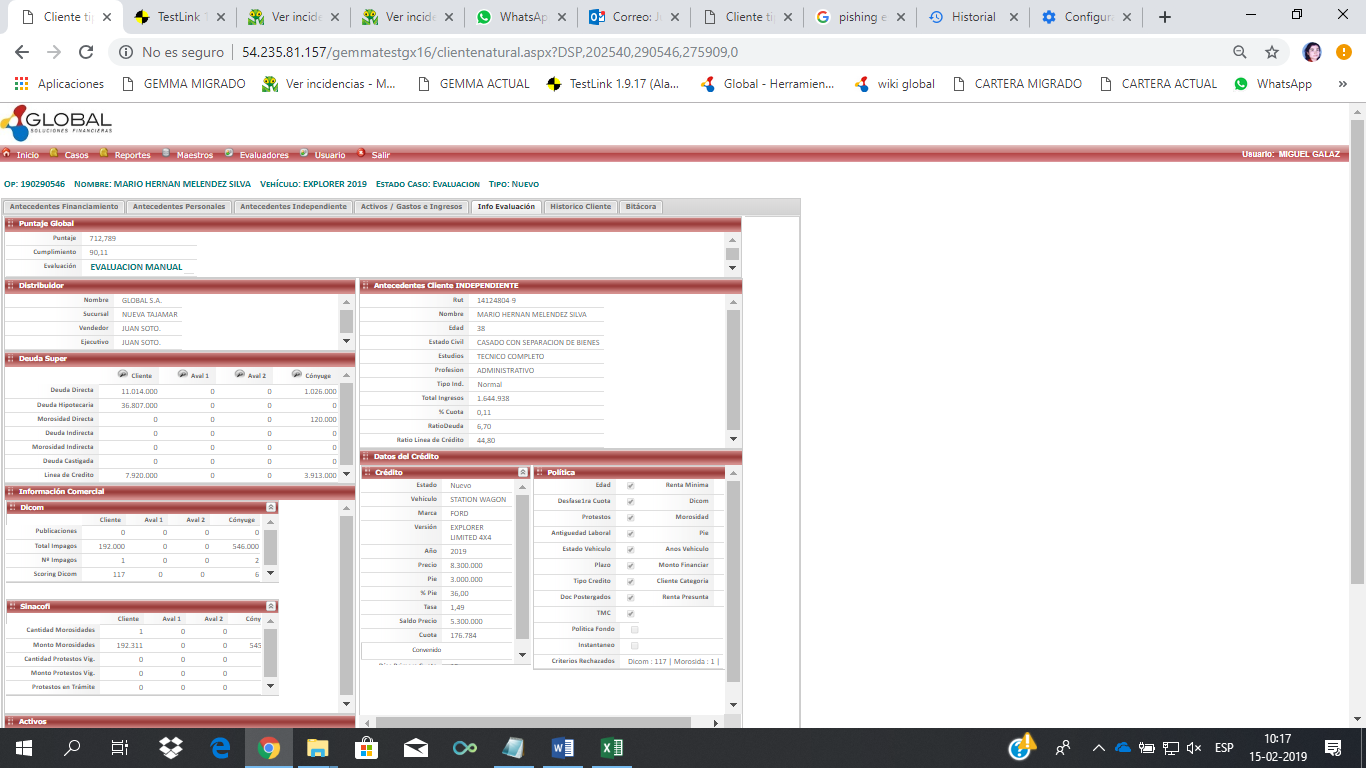 Cliente ti
TestLink 1
Ver incide
Ver incide
WhatsAp
Correo: Ji
Cliente tip
pishing e
Historial
Configura
No es seguro | 54.235.81.157/gemmatestgx16/clientenatural.aspx?DSP,202540,290546,275909,0
Aplicaciones GEMMA MIGRADO Ver incidencias - M... GEMMA ACTUAL TestLink 1.9.17 (Ala... Global - Herramien... wiki global CARTERA MIGRADO CARTERA ACTUAL WhatsApp »
GLOBAL
SOLUCIONES FINANCIERAS
Inicio Casos Reportes Maestros Evaluadores Usuario Salir Usuario: MIGUEL GALAZ
Op: 190290546 Nombre: MARIO HERNAN MELENDEZ SILVA Vehículo: EXPLORER 2019 Estado Caso: Evaluacion Tipo: Nuevo
Antecedentes Financiamiento Antecedentes Personales Antecedentes Independiente Activos / Gastos e Ingresos Info Evaluación Historico Cliente Bitácora
Puntaje Global
Puntaje 712,789
Cumplimiento 90,11
Evaluación EVALUACION MANUAL
Distribuidor
Nombre GLOBAL S.A.
Sucursal NUEVA TAJAMAR
Vendedor JUAN SOTO.
Ejecutivo JUAN SOTO.
Deuda Super
Cliente Aval 1 Aval 2 Cónyuge
Deuda Directa 11.014.000 0 0 1.026.000
Deuda Hipotecaria 36.807.000 0 0 0
Morosidad Directa 0 0 0 120.000
Deuda Indirecta 0 0 0 0
Morosidad Indirecta 0 0 0 0
Deuda Castigada 0 0 0 0
Linea de Credito 7.920.000 0 0 3.913.000
Información Comercial
Dicom
Cliente Aval 1 Aval 2 Cónyuge
Publicaciones 0 0 0 0
Total Impagos 192.000 0 0 546.000
Nº Impagos 1 0 0 2
Scoring Dicom 117 0 0 6
Sinacofi
Cliente Aval 1 Aval 2 Cóny
Cantidad Morosidades 1 0 0
Monto Morosidades 192.311 0 0 545
Cantidad Protestos Vig. 0 0 0
Monto Protestos Vig. 0 0 0
Protestos en Trámite 0 0 0
Activos
Antecedentes Cliente INDEPENDIENTE
Rut 14124804 9
Nombre MARIO HERNAN MELENDEZ SILVA
Edad 38
Estado Civil CASADO CON SEPARACION DE BIENES
Estudios TECNICO COMPLETO
Profesion ADMINISTRATIVO
Tipo Ind. Normal
Total Ingresos 1.644.938
% Cuota 0,11
RatioDeuda 6,70
Ratio Linea de Crédito 44,80
Datos del Crédito
Crédito
Estado Nuevo
Vehiculo STATION WAGON
Marca FORD
Versión EXPLORER
LIMITED 4X4
Año 2019
Precio 8.300.000
Pie 3.000.000
% Pie 36,00
Tasa 1,49
Saldo Precio 5.300.000
Cuota 176.784
Convenido
Política
Edad Renta Minima
Desfase1ra Cuota Dicom
Protestos Morosidad
Antiguedad Laboral Pie
Estado Vehículo Anos Vehículo
Plazo Monto Financiar
Tipo Credito Cliente Categoria
Doc Postergados Renta Presunta
TMC
Politica Fondo
Instantaneo
Criterios Rechazados Dicom : 117 | Morosida : 1 |
ESP
10:17
15-02-2019